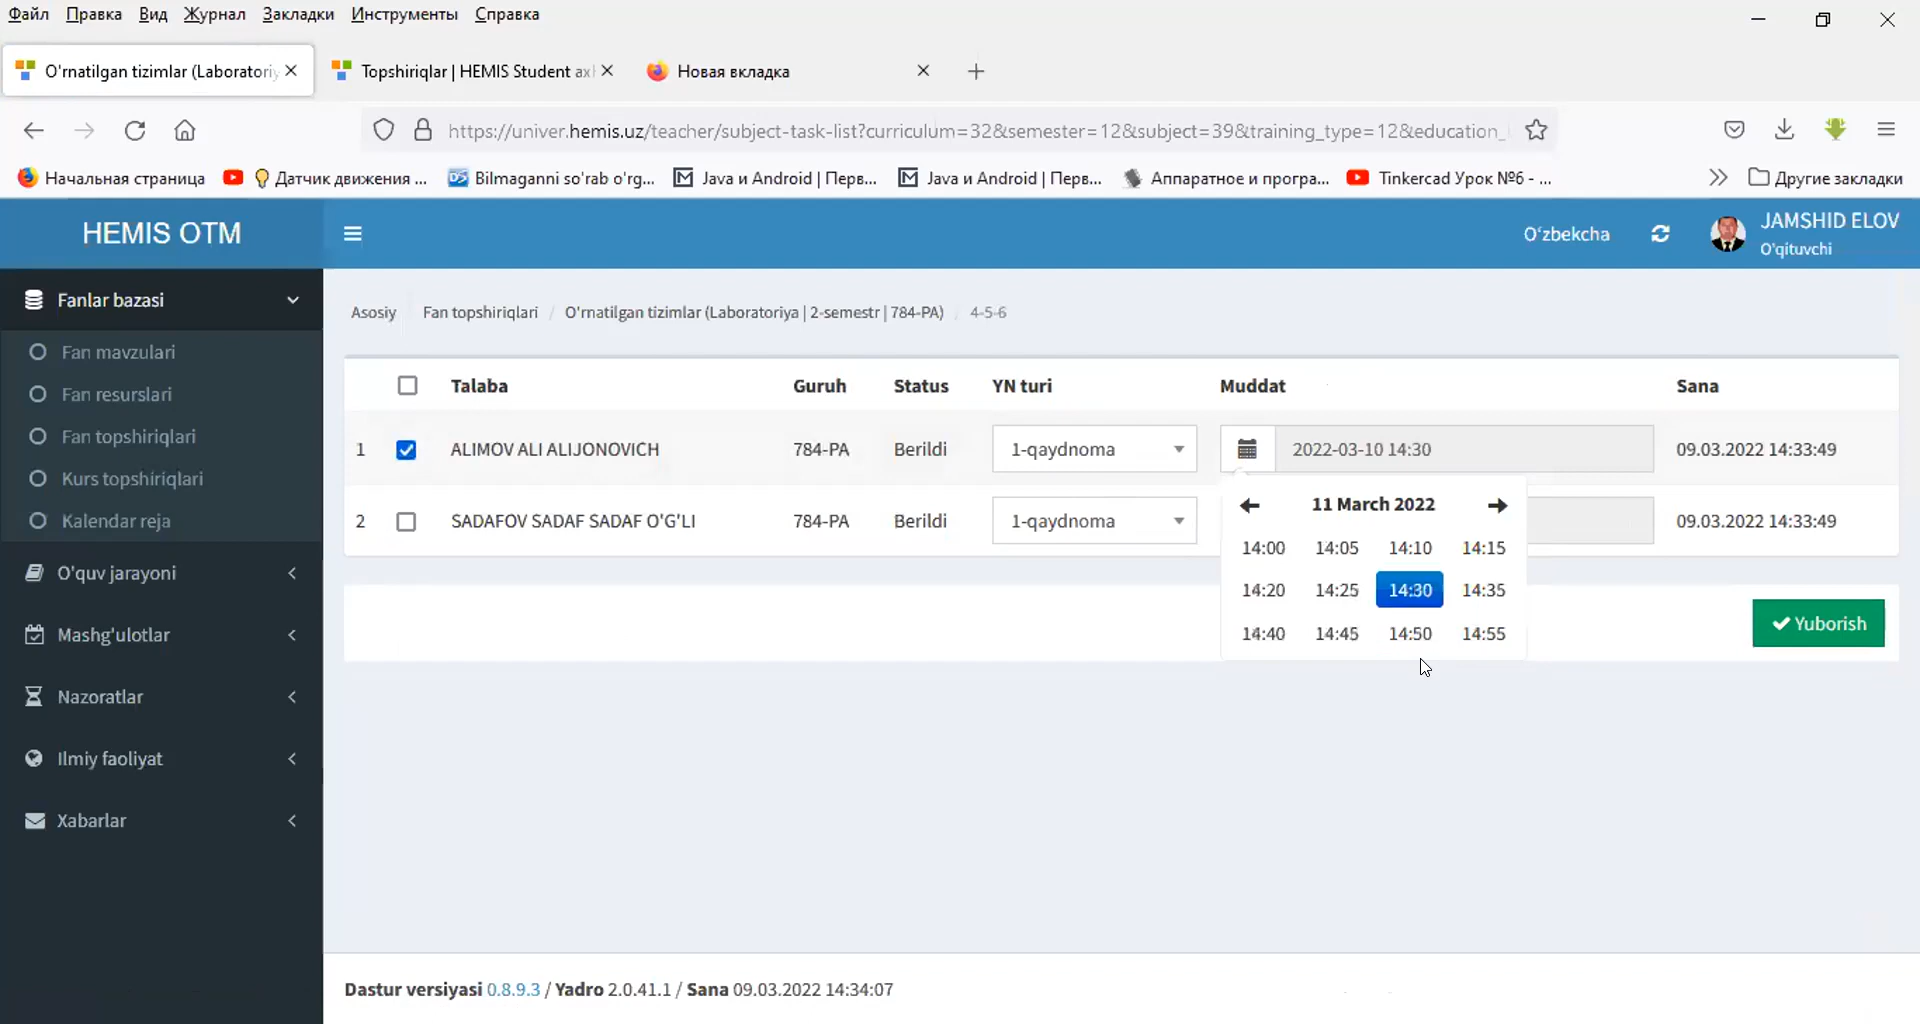 Файл Правка Вид Журнал Закладки Инструменты Справка
O'rnatilgan tizimlar (Laboratoriy Topshiriqlar | HEMIS Student ax Новая вкладка
https://univer.hemis.uz/teacher/subject-task-list?curriculum=32&semester=12&subject=39&training_type=12&education_
Начальная страница Датчик движения ... Bilmaganni so'rab o'rg... Java и Android | Перв... Java и Android | Перв... Аппаратное и програ... Tinkercad Урок №6 - ... Другие закладки
HEMIS OTM O'zbekcha JAMSHID ELOV
O'qituvchi
Fanlar bazasi
Fan mavzulari
Fan resurslari
Fan topshiriqlari
Kurs topshiriqlari
Kalendar reja
O'quv jarayoni
Mashg'ulotlar
Nazoratlar
Ilmiy faoliyat
Xabarlar
Asosiy Fan topshiriqlari / O'rnatilgan tizimlar (Laboratoriya | 2-semestr | 784-PA) / 4-5-6
Talaba Guruh Status YN turi Muddat Sana
1 ALIMOV ALI ALIJONOVICH 784-PA Berildi 1-qaydnoma 2022-03-10 14:30 09.03.2022 14:33:49
2 SADAFOV SADAF SADAF O'G'LI 784-PA Berildi 1-qaydnoma 09.03.2022 14:33:49
11 March 2022
14:00 14:05 14:10 14:15
14:20 14:25 14:30 14:35
14:40 14:45 14:50 14:55
Yuborish
Dastur versiyasi 0.8.9.3 / Yadro 2.0.41.1 / Sana 09.03.2022 14:34:07